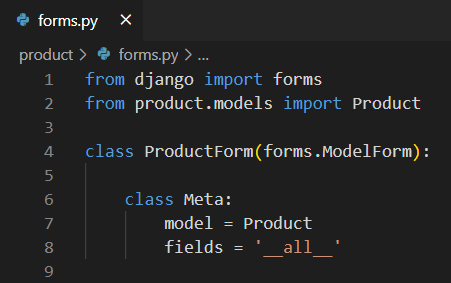 forms.py ×
product > forms.py > ...
1 from django import forms
2 from product.models import Product
3
4 class ProductForm(forms.ModelForm):
5
6     class Meta:
7         model = Product
8         fields = '__all__'
9